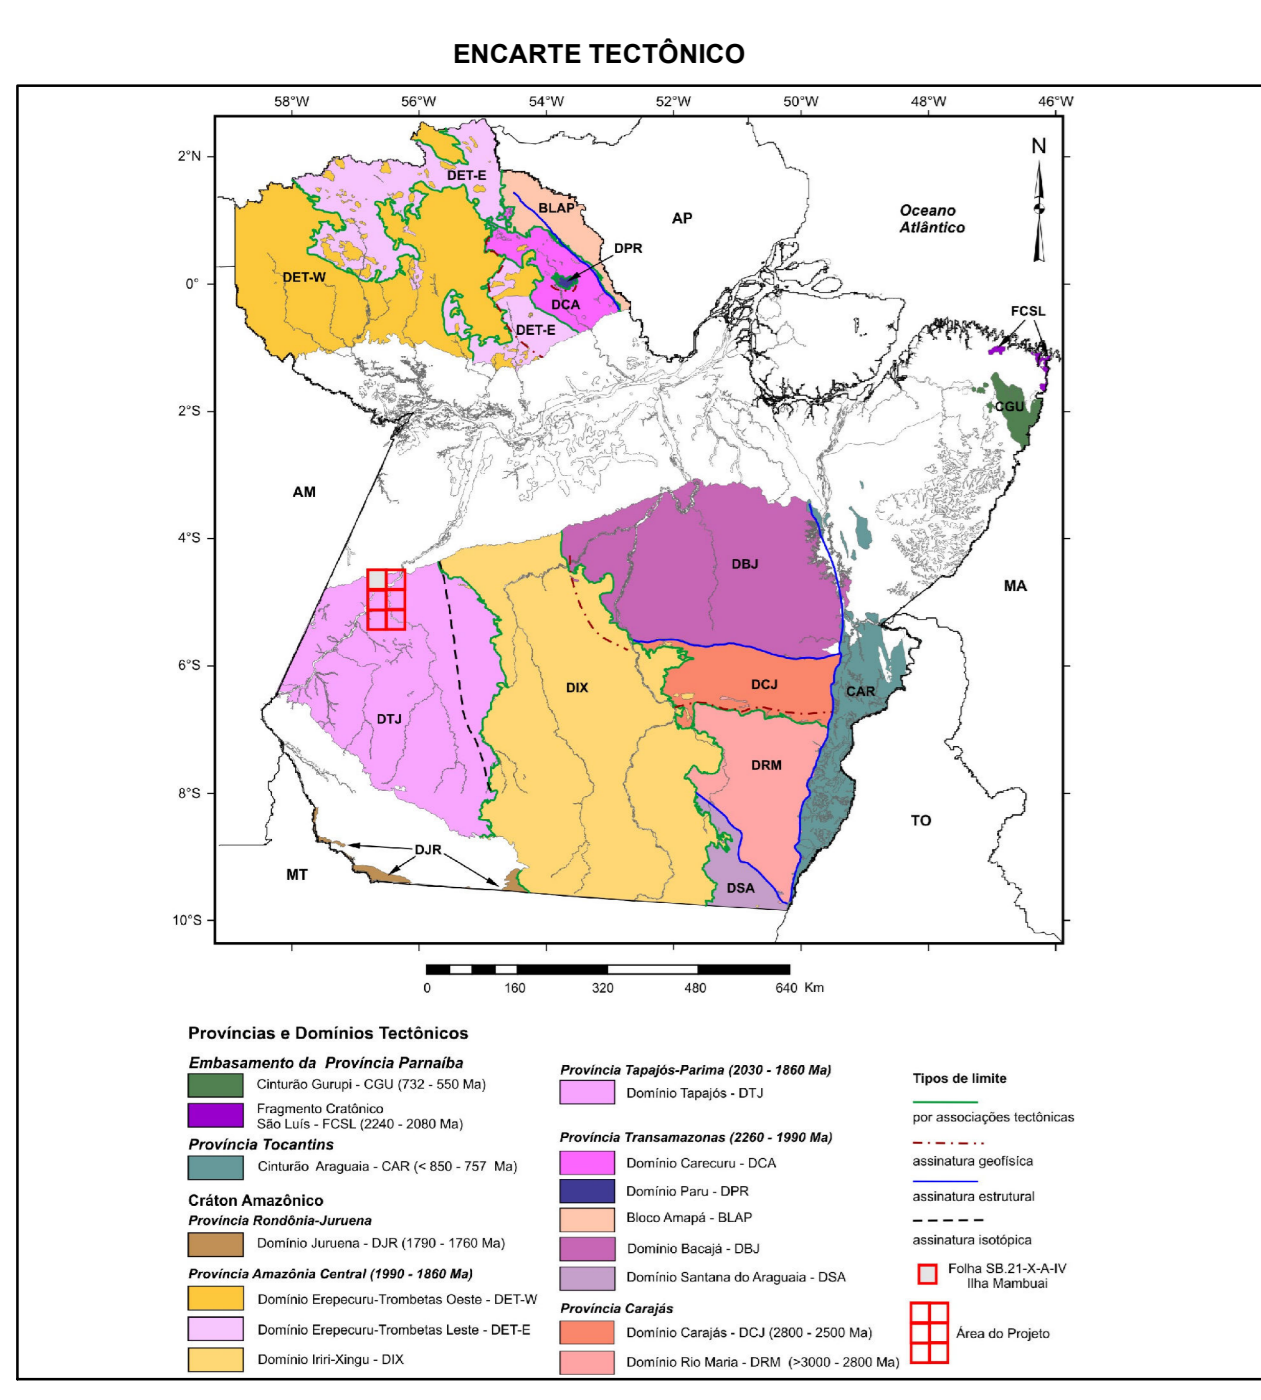 ENCARTE TECTÔNICO
58°W 56°W 54°W 52°W 50°W 48°W 46°W
2°N
0°
2°S
4°S
6°S
8°S
10°S
N
DET-E
BLAP
AP
Oceano
Atlântico
DPR
DET-W
DCA
DET-E
FCSL
CGU
AM
DBJ
MA
DIX
DCJ
CAR
DTJ
DRM
TO
DJR
MT
DSA
0 160 320 480 640 Km
Províncias e Domínios Tectônicos
Embasamento da Província Parnaíba
Cinturão Gurupi - CGU (732 - 550 Ma)
Fragmento Cratônico
São Luís - FCSL (2240 - 2080 Ma)
Província Tocantins
Cinturão Araguaia - CAR (< 850 - 757 Ma)
Cráton Amazônico
Província Rondônia-Juruena
Domínio Juruena - DJR (1790 - 1760 Ma)
Província Amazônia Central (1990 - 1860 Ma)
Domínio Erepecuru-Trombetas Oeste - DET-W
Domínio Erepecuru-Trombetas Leste - DET-E
Domínio Iriri-Xingu - DIX
Província Tapajós-Parima (2030 - 1860 Ma)
Domínio Tapajós - DTJ
Província Transamazonas (2260 - 1990 Ma)
Domínio Carecuru - DCA
Domínio Paru - DPR
Bloco Amapá - BLAP
Domínio Bacajá - DBJ
Domínio Santana do Araguaia - DSA
Província Carajás
Domínio Carajás - DCJ (2800 - 2500 Ma)
Domínio Rio Maria - DRM (>3000 - 2800 Ma)
Tipos de limite
por associações tectônicas
assinatura geofísíca
assinatura estrutural
assinatura isotópica
Folha SB.21-X-A-IV
Ilha Mambuai
Área do Projeto